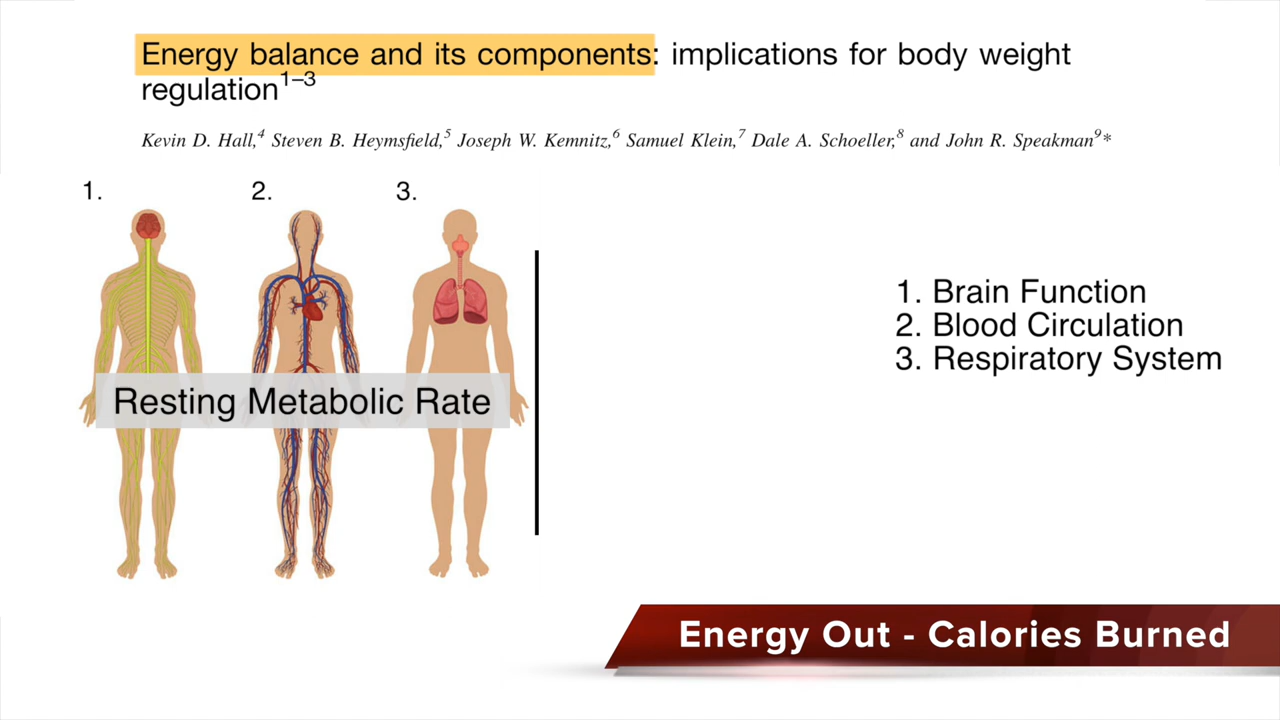 Energy balance and its components: implications for body weight
regulation1–3
Kevin D. Hall,4 Steven B. Heymsfield,5 Joseph W. Kemnitz,6 Samuel Klein,7 Dale A. Schoeller,8 and John R. Speakman9*
1.
2.
3.
Resting Metabolic Rate
1. Brain Function
2. Blood Circulation
3. Respiratory System
Energy Out - Calories Burned